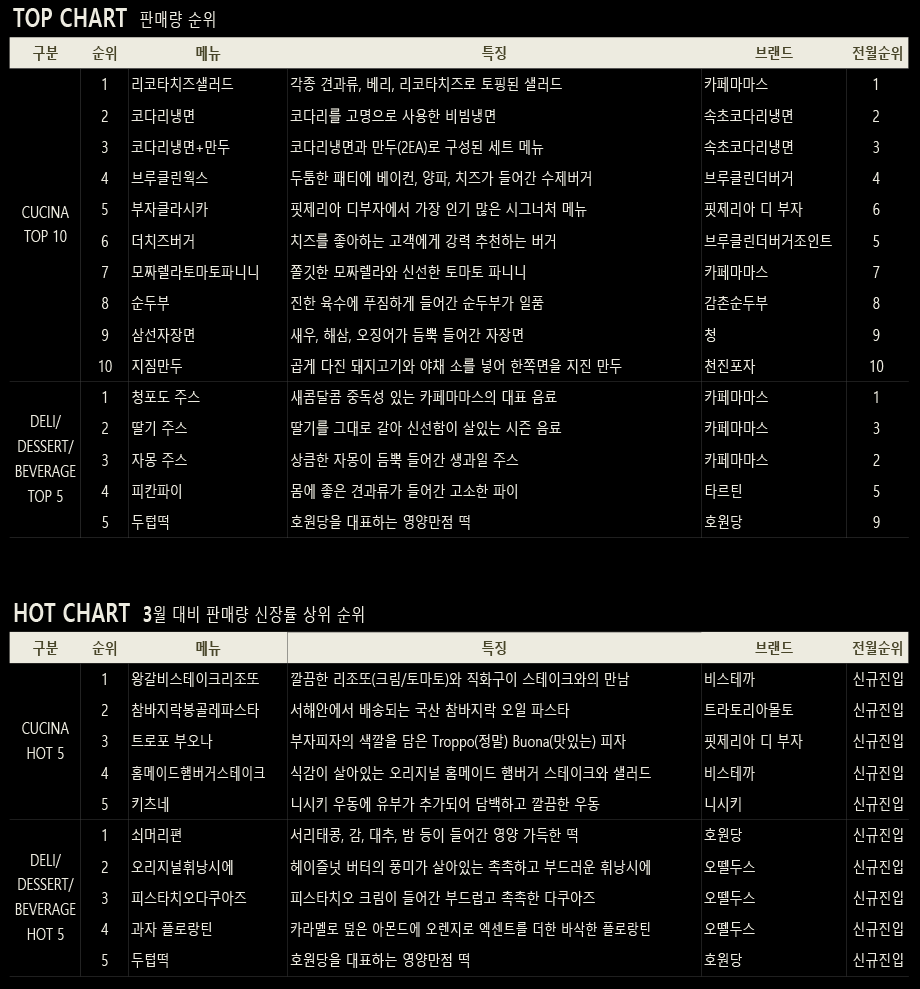 TOP CHART 판매량 순위
구분 순위 메뉴 특징 브랜드 전월순위
CUCINA TOP 10
1 리코타치즈샐러드 각종 견과류, 베리, 리코타치즈로 토핑된 샐러드 카페마마스 1
2 코다리냉면 코다리를 고명으로 사용한 비빔냉면 속초코다리냉면 2
3 코다리냉면+만두 코다리냉면과 만두(2EA)로 구성된 세트 메뉴 속초코다리냉면 3
4 브루클린웍스 두툼한 패티에 베이컨, 양파, 치즈가 들어간 수제버거 브루클린더버거 4
5 부자클라시카 핏제리아 디부자에서 가장 인기 많은 시그너처 메뉴 핏제리아 디 부자 6
6 더치즈버거 치즈를 좋아하는 고객에게 강력 추천하는 버거 브루클린더버거조인트 5
7 모짜렐라토마토파니니 쫄깃한 모짜렐라와 신선한 토마토 파니니 카페마마스 7
8 순두부 진한 육수에 푸짐하게 들어간 순두부가 일품 감촌순두부 8
9 삼선자장면 새우, 해삼, 오징어가 듬뿍 들어간 자장면 청 9
10 지짐만두 곱게 다진 돼지고기와 야채 소를 넣어 한쪽면을 지진 만두 천진포자 10
DELI/ DESSERT/ BEVERAGE TOP 5
1 청포도 주스 새콤달콤 중독성 있는 카페마마스의 대표 음료 카페마마스 1
2 딸기 주스 딸기를 그대로 갈아 신선함이 살있는 시즌 음료 카페마마스 3
3 자몽 주스 상큼한 자몽이 듬뿍 들어간 생과일 주스 카페마마스 2
4 피칸파이 몸에 좋은 견과류가 들어간 고소한 파이 타르틴 5
5 두텁떡 호원당을 대표하는 영양만점 떡 호원당 9
HOT CHART 3월 대비 판매량 신장률 상위 순위
구분 순위 메뉴 특징 브랜드 전월순위
CUCINA HOT 5
1 왕갈비스테이크리조또 깔끔한 리조또(크림/토마토)와 직화구이 스테이크와의 만남 비스테까 신규진입
2 참바지락봉골레파스타 서해안에서 배송되는 국산 참바지락 오일 파스타 트라토리아몰토 신규진입
3 트로포 부오나 부자피자의 색깔을 담은 Troppo(정말) Buona(맛있는) 피자 핏제리아 디 부자 신규진입
4 홈메이드햄버거스테이크 식감이 살아있는 오리지널 홈메이드 햄버거 스테이크와 샐러드 비스테까 신규진입
5 키츠네 니시키 우동에 유부가 추가되어 담백하고 깔끔한 우동 니시키 신규진입
DELI/ DESSERT/ BEVERAGE HOT 5
1 쇠머리편 서리태콩, 감, 대추, 밤 등이 들어간 영양 가득한 떡 호원당 신규진입
2 오리지널휘낭시에 헤이즐넛 버터의 풍미가 살아있는 촉촉하고 부드러운 휘낭시에 오뗄두스 신규진입
3 피스타치오다쿠아즈 피스타치오 크림이 들어간 부드럽고 촉촉한 다쿠아즈 오뗄두스 신규진입
4 과자 플로랑틴 카라멜로 덮은 아몬드에 오렌지로 엑센트를 더한 바삭한 플로랑틴 오뗄두스 신규진입
5 두텁떡 호원당을 대표하는 영양만점 떡 호원당 신규진입